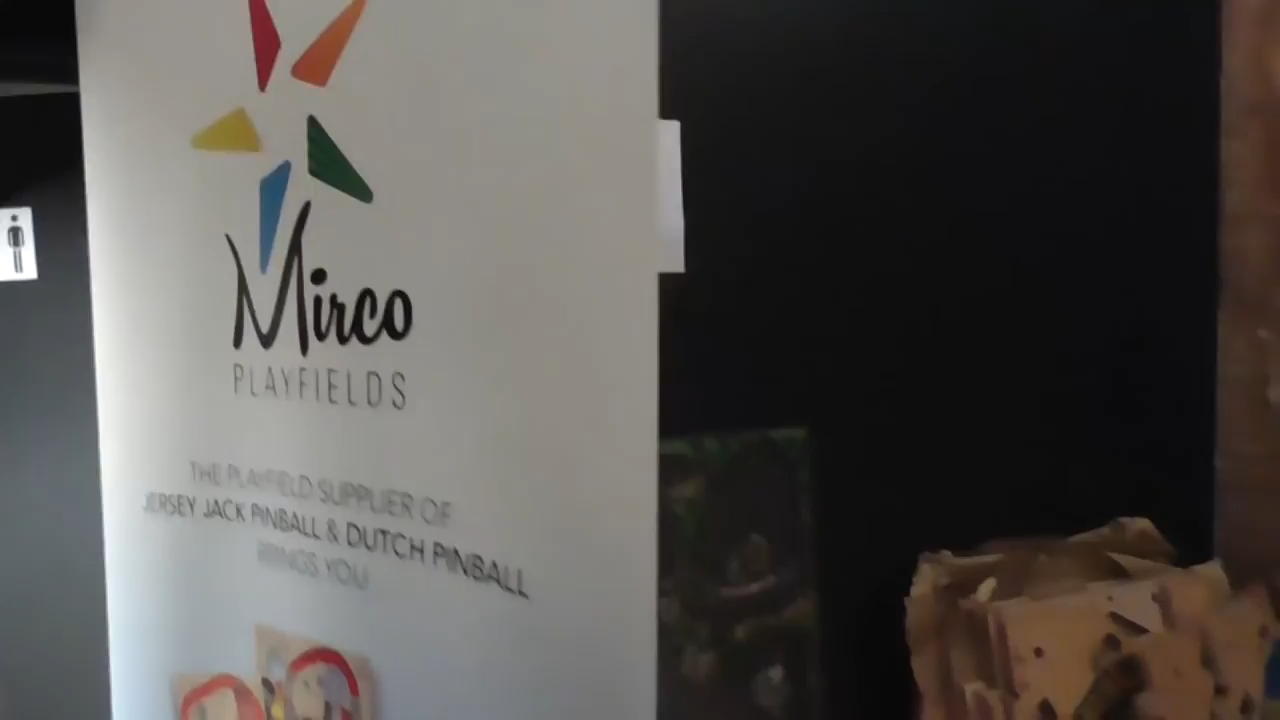 Mirco
PLAYFIELDS
THE PLAYFIELD SUPPLIER OF
JERSEY JACK PINBALL & DUTCH PINBALL
BRINGS YOU